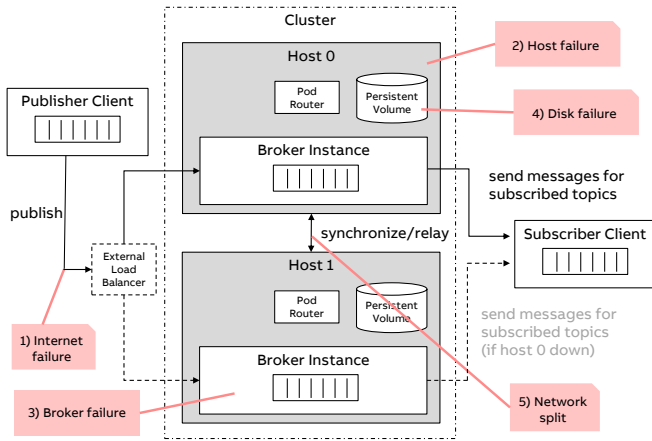 Cluster
Host 0
2) Host failure
Publisher Client
Pod
Router
Persistent
Volume
4) Disk failure
Broker Instance
publish
send messages for
subscribed topics
synchronize/relay
External
Load
Balancer
Subscriber Client
Host 1
1) Internet
failure
Pod
Router
Persistent
Volume
send messages for
subscribed topics
(if host 0 down)
Broker Instance
3) Broker failure
5) Network
split